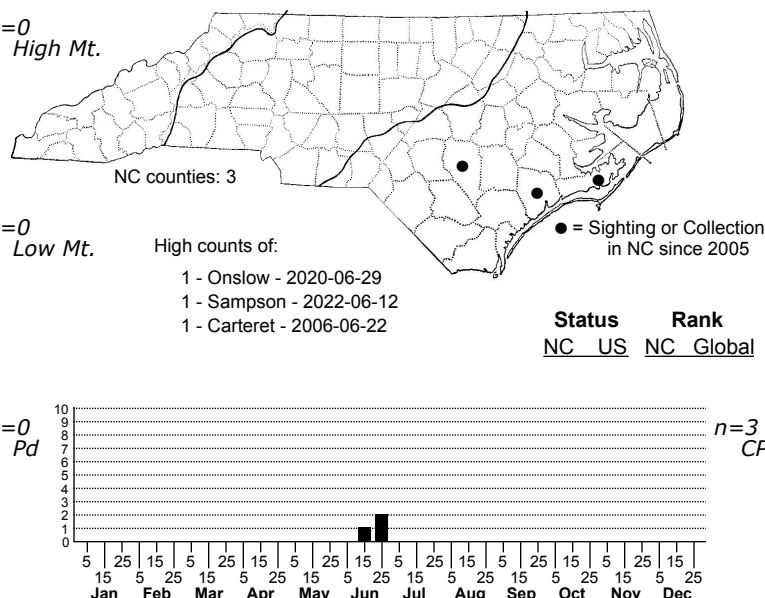 =0
High Mt.
NC counties: 3
=0
Low Mt.
High counts of:
1 - Onslow - 2020-06-29
1 - Sampson - 2022-06-12
1 - Carteret - 2006-06-22
● = Sighting or Collection
in NC since 2005
Status Rank
NC US NC Global
=0
Pd
n=3
CP
10
9
8
7
6
5
4
3
2
1
0
5 25 15 5 25 15 5 25 15 5 25 15 5 25 15 5 25 15
15 5 25 15 5 25 15 5 25 15 5 25 15 5 25 15 5 25
Jan Feb Mar Apr May Jun Jul Aug Sep Oct Nov Dec